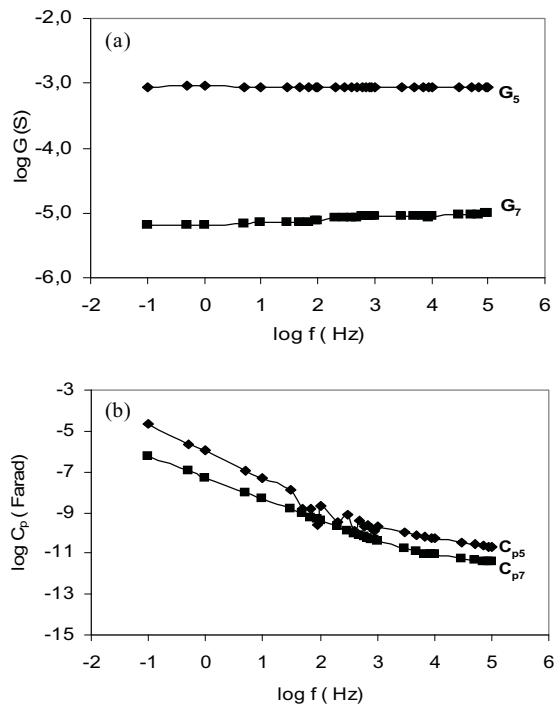 (a)
-2,0
-3,0
-4,0
-5,0
-6,0
log G (S)
G5
G7
-2 -1 0 1 2 3 4 5 6
log f ( Hz)
(b)
-3
-5
-7
-9
-11
-13
-15
log Cp ( Farad)
Cp5
Cp7
-2 -1 0 1 2 3 4 5 6
log f ( Hz)